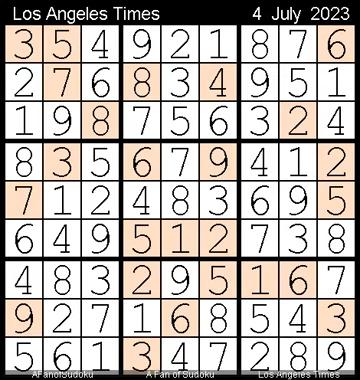 Los Angeles Times 4 July 2023
3 5 4 9 2 1 8 7 6
2 7 6 8 3 4 9 5 1
1 9 8 7 5 6 3 2 4
8 3 5 6 7 9 4 1 2
7 1 2 4 8 3 6 9 5
6 4 9 5 1 2 7 3 8
4 8 3 2 9 5 1 6 7
9 2 7 1 6 8 5 4 3
5 6 1 3 4 7 2 8 9
AFanofSudoku A Fan of Sudoku Los Angeles Times